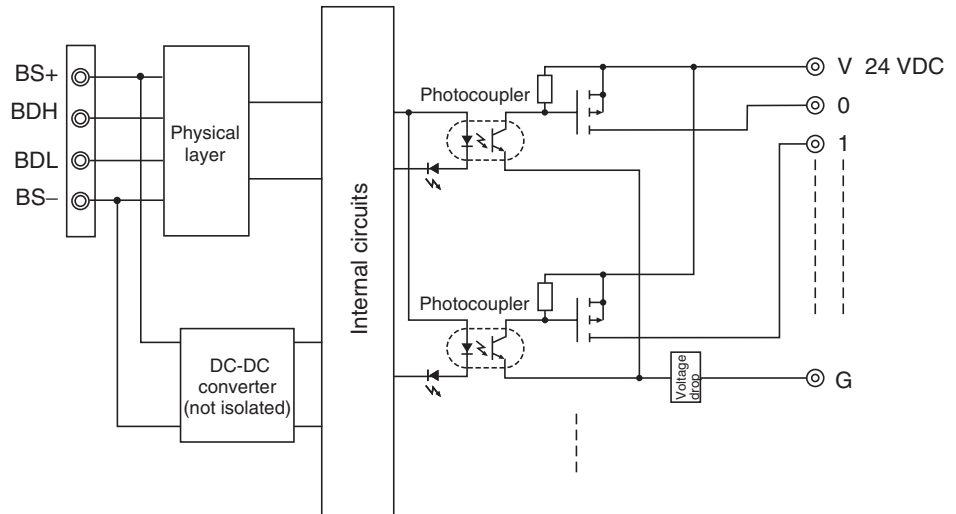 BS+
BDH
BDL
BS−
Physical
layer
DC-DC
converter
(not isolated)
Internal circuits
Photocoupler
Photocoupler
V 24 VDC
0
1
Voltage
drop
G